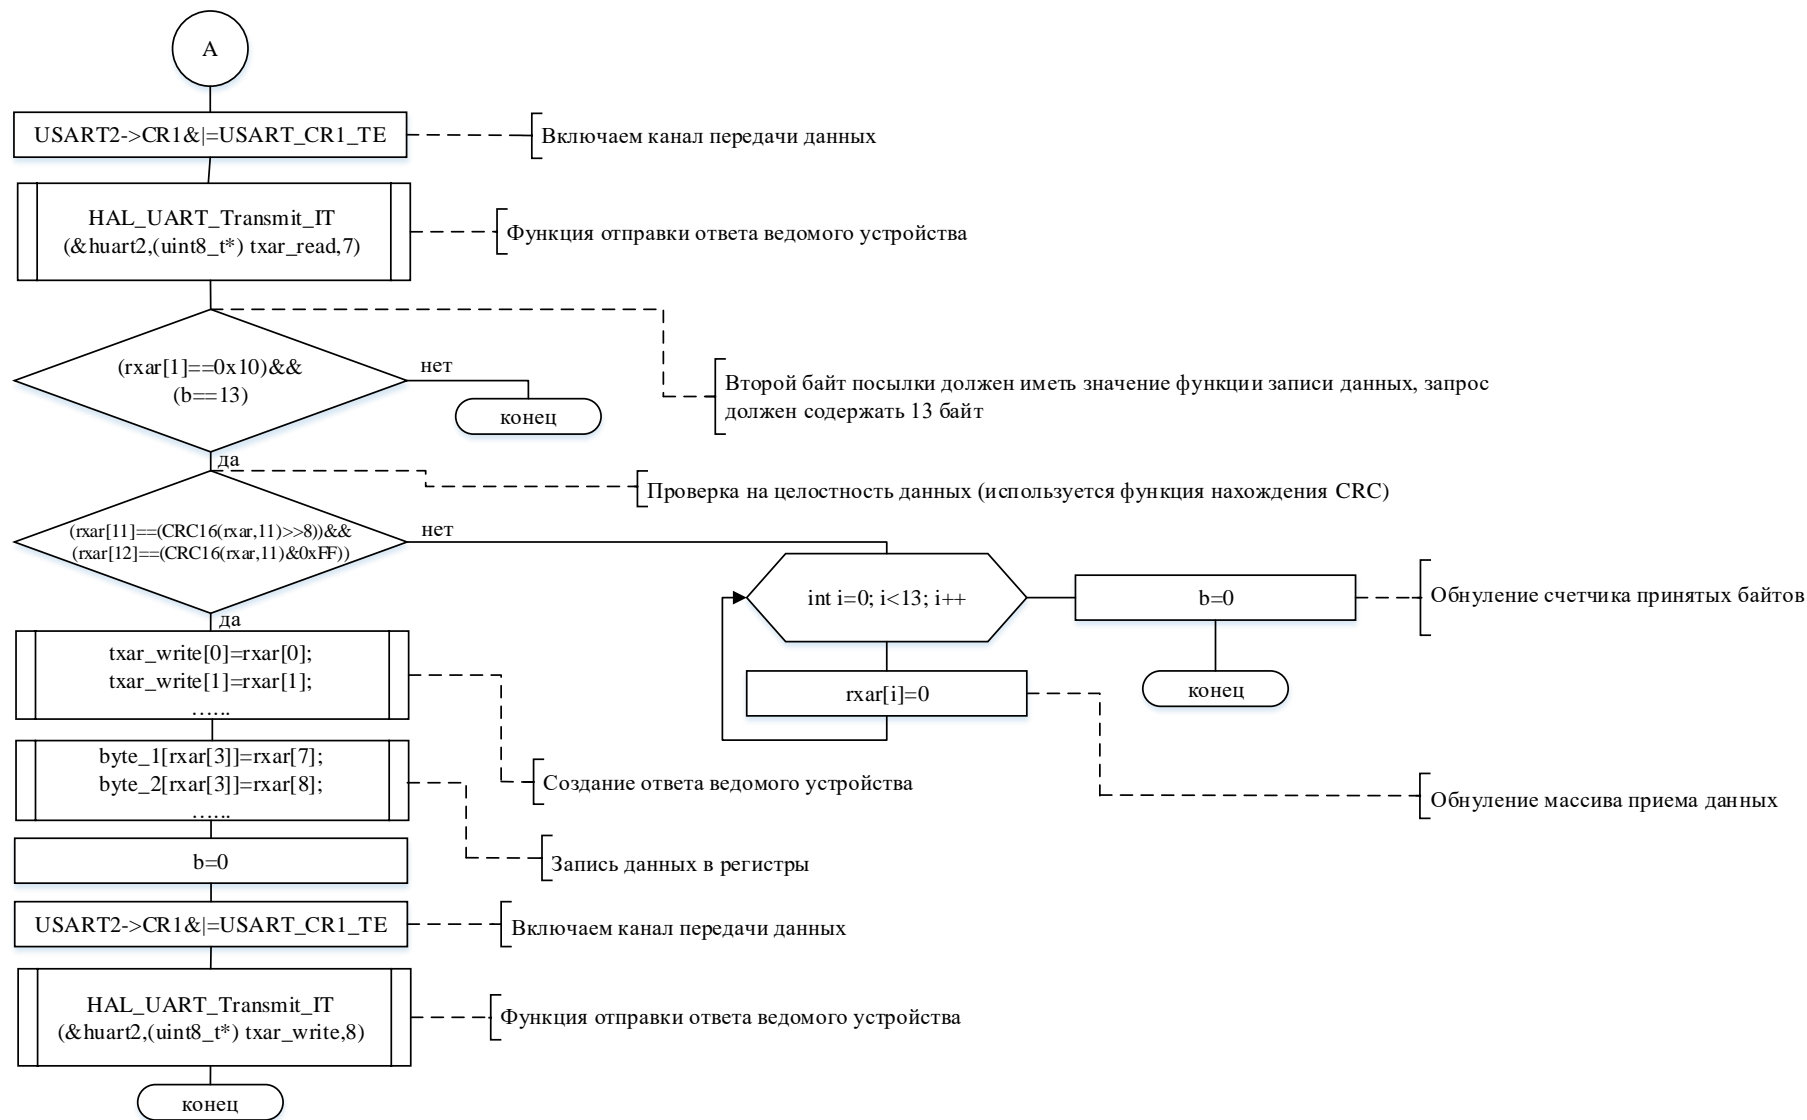 A
USART2->CR1&|=USART_CR1_TE
Включаем канал передачи данных
HAL_UART_Transmit_IT
(&huart2,(uint8_t*) txar_read,7)
Функция отправки ответа ведомого устройства
(rxar[1]==0x10)&&
(b==13)
нет
конец
Второй байт посылки должен иметь значение функции записи данных, запрос
должен содержать 13 байт
да
Проверка на целостность данных (используется функция нахождения CRC)
(rxar[11]==(CRC16(rxar,11)>>8))&&
(rxar[12]==(CRC16(rxar,11)&0xFF))
нет
int i=0; i<13; i++
b=0
Обнуление счетчика принятых байтов
конец
rxar[i]=0
Обнуление массива приема данных
да
txar_write[0]=rxar[0];
txar_write[1]=rxar[1];
......
Создание ответа ведомого устройства
byte_1[rxar[3]]=rxar[7];
byte_2[rxar[3]]=rxar[8];
......
Запись данных в регистры
b=0
USART2->CR1&|=USART_CR1_TE
Включаем канал передачи данных
HAL_UART_Transmit_IT
(&huart2,(uint8_t*) txar_write,8)
Функция отправки ответа ведомого устройства
конец